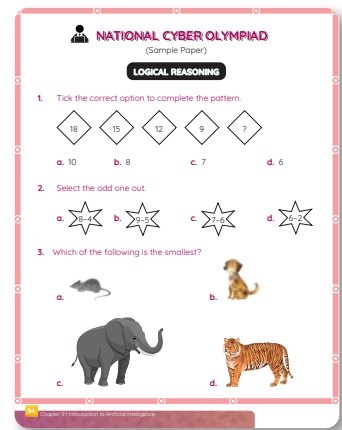 NATIONAL CYBER OLYMPIAD
(Sample Paper)
LOGICAL REASONING
1. Tick the correct option to complete the pattern.
18 15 12 9 ?
a. 10 b. 8 c. 7 d. 6
2. Select the odd one out.
a. 8-4 b. 9-5 c. 7-6 d. 6-2
3. Which of the following is the smallest?
a. b.
c. d.
94 Chapter 9 | Introduction to Artificial Intelligence